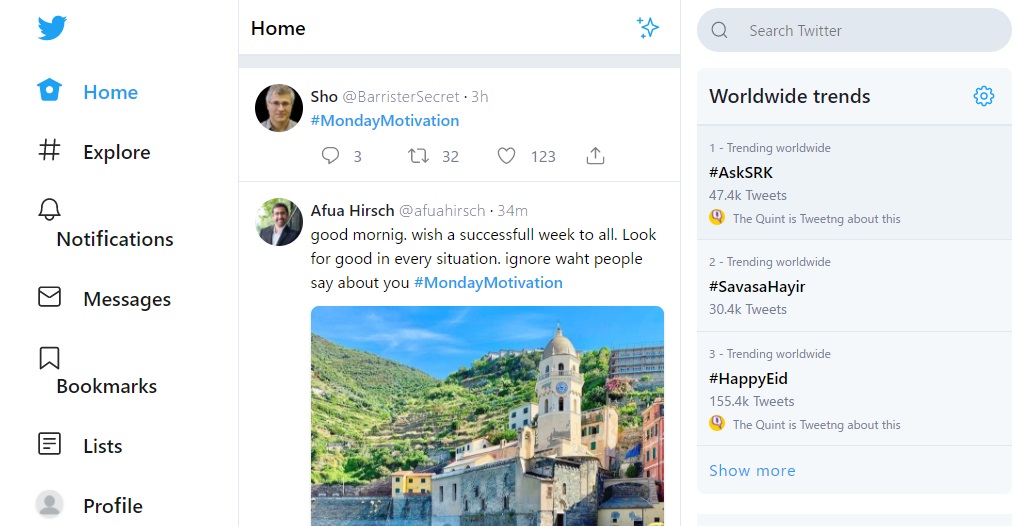 Home
Explore
Notifications
Messages
Bookmarks
Lists
Profile
Home
Sho @BarristerSecret · 3h
#MondayMotivation
3 32 123
Afua Hirsch @afuahirsch · 34m
good mornig. wish a successfull week to all. Look
for good in every situation. ignore waht people
say about you #MondayMotivation
Search Twitter
Worldwide trends
1 - Trending worldwide
#AskSRK
47.4k Tweets
The Quint is Tweetng about this
2 - Trending worldwide
#SavasaHayir
30.4k Tweets
3 - Trending worldwide
#HappyEid
155.4k Tweets
The Quint is Tweetng about this
Show more